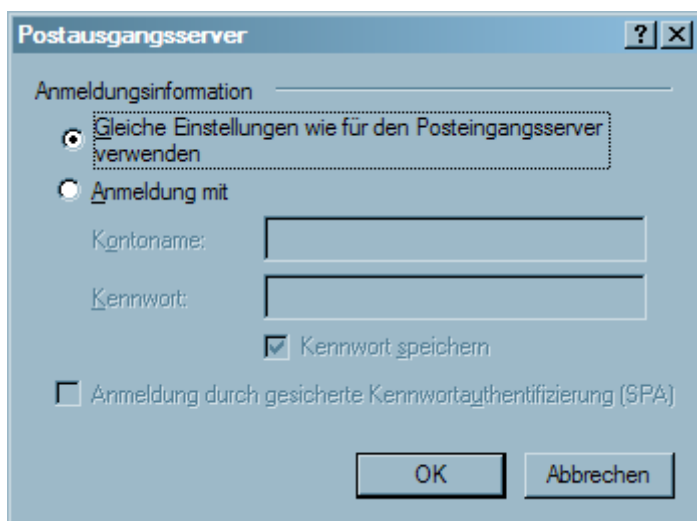 Postausgangsserver
Anmeldungsinformation
Gleiche Einstellungen wie für den Posteingangsserver
verwenden
Anmeldung mit
Kontoname:
Kennwort:
Kennwort speichern
Anmeldung durch gesicherte Kennwortauthentifizierung (SPA)
OK Abbrechen